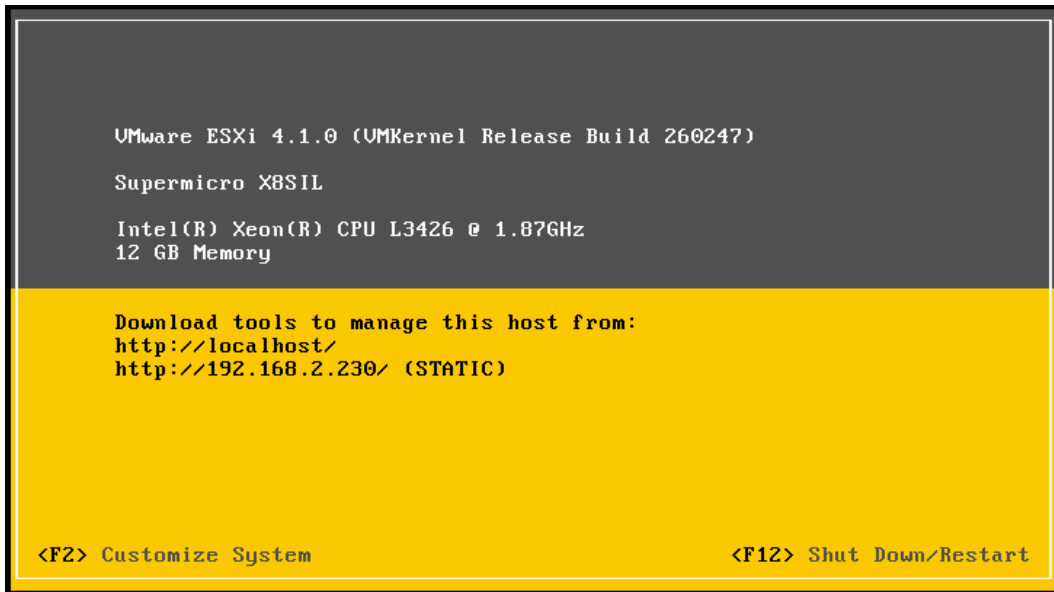 VMware ESXi 4.1.0 (VMKernel Release Build 260247)
Supermicro X8SIL
Intel(R) Xeon(R) CPU L3426 @ 1.87GHz
12 GB Memory
Download tools to manage this host from:
http://localhost/
http://192.168.2.230/ (STATIC)
<F2> Customize System
<F12> Shut Down/Restart